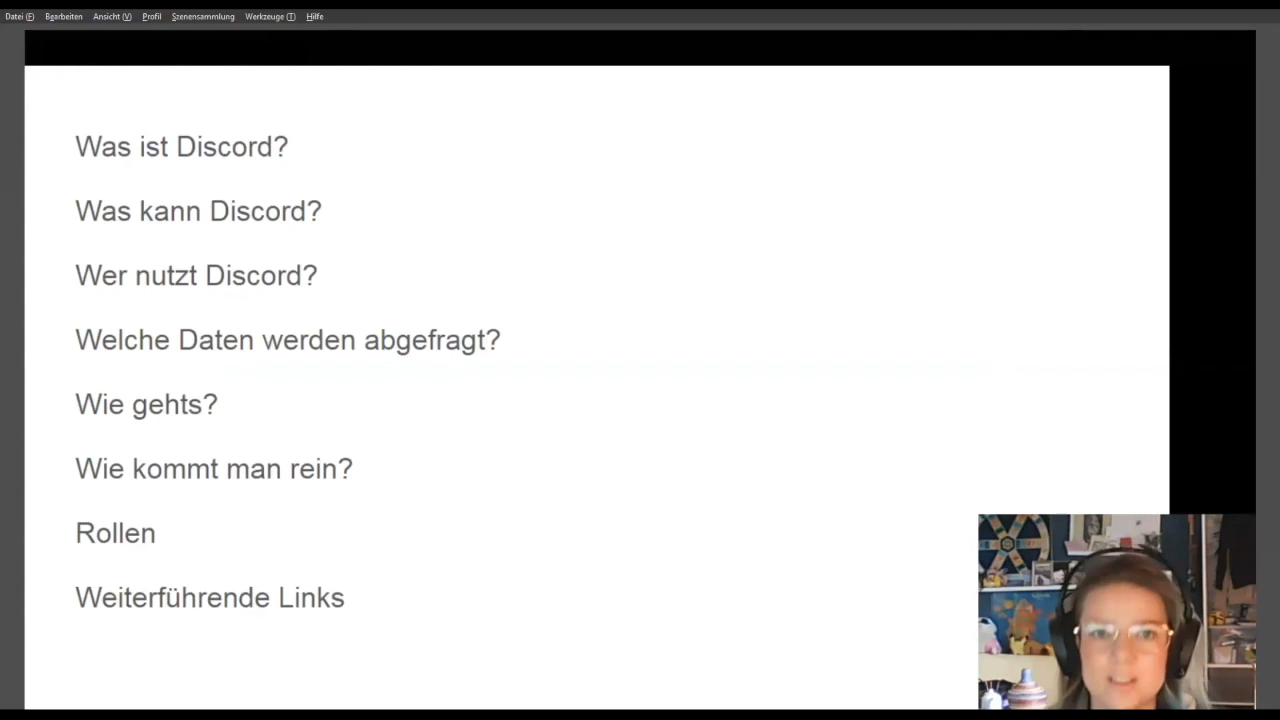 Datei (F) Bearbeiten Ansicht (V) Profil Szenensammlung Werkzeuge (T) Hilfe
Was ist Discord?
Was kann Discord?
Wer nutzt Discord?
Welche Daten werden abgefragt?
Wie gehts?
Wie kommt man rein?
Rollen
Weiterführende Links